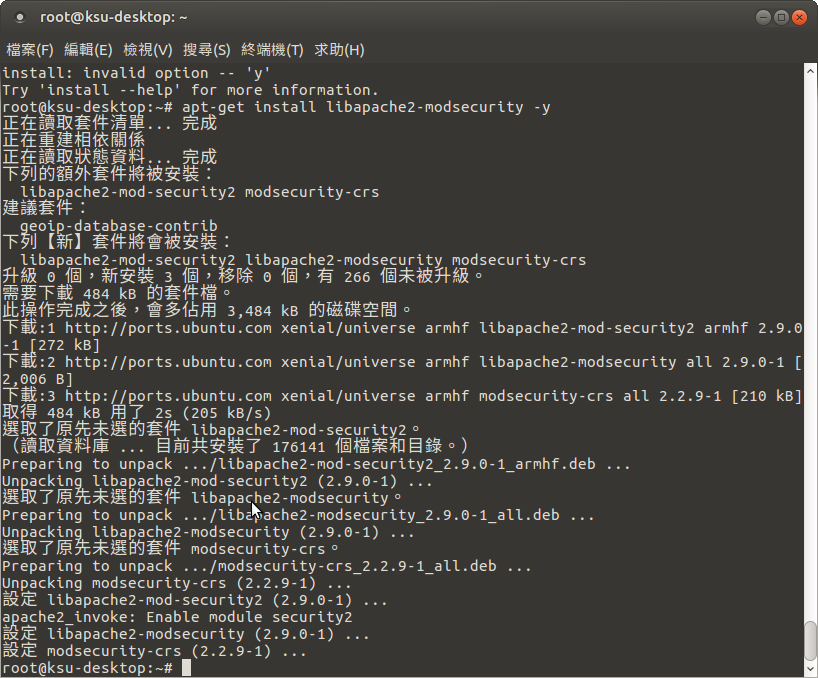 root@ksu-desktop: ~
檔案(F) 編輯(E) 檢視(V) 搜尋(S) 終端機(T) 求助(H)
install: invalid option -- 'y'
Try 'install --help' for more information.
root@ksu-desktop:~# apt-get install libapache2-modsecurity -y
正在讀取套件清單... 完成
正在重建相依關係
正在讀取狀態資料... 完成
下列的額外套件將被安裝：
  libapache2-mod-security2 modsecurity-crs
建議套件：
  geoip-database-contrib
下列【新】套件將會被安裝：
  libapache2-mod-security2 libapache2-modsecurity modsecurity-crs
升級 0 個，新安裝 3 個，移除 0 個，有 266 個未被升級。
需要下載 484 kB 的套件檔。
此操作完成之後，會多佔用 3,484 kB 的磁碟空間。
下載:1 http://ports.ubuntu.com xenial/universe armhf libapache2-mod-security2 armhf 2.9.0
-1 [272 kB]
下載:2 http://ports.ubuntu.com xenial/universe armhf libapache2-modsecurity all 2.9.0-1 [
2,006 B]
下載:3 http://ports.ubuntu.com xenial/universe armhf modsecurity-crs all 2.2.9-1 [210 kB]
取得 484 kB 用了 2s (205 kB/s)
選取了原先未選的套件 libapache2-mod-security2。
（讀取資料庫 ... 目前共安裝了 176141 個檔案和目錄。）
Preparing to unpack .../libapache2-mod-security2_2.9.0-1_armhf.deb ...
Unpacking libapache2-mod-security2 (2.9.0-1) ...
選取了原先未選的套件 libapache2-modsecurity。
Preparing to unpack .../libapache2-modsecurity_2.9.0-1_all.deb ...
Unpacking libapache2-modsecurity (2.9.0-1) ...
選取了原先未選的套件 modsecurity-crs。
Preparing to unpack .../modsecurity-crs_2.2.9-1_all.deb ...
Unpacking modsecurity-crs (2.2.9-1) ...
設定 libapache2-mod-security2 (2.9.0-1) ...
apache2_invoke: Enable module security2
設定 libapache2-modsecurity (2.9.0-1) ...
設定 modsecurity-crs (2.2.9-1) ...
root@ksu-desktop:~#